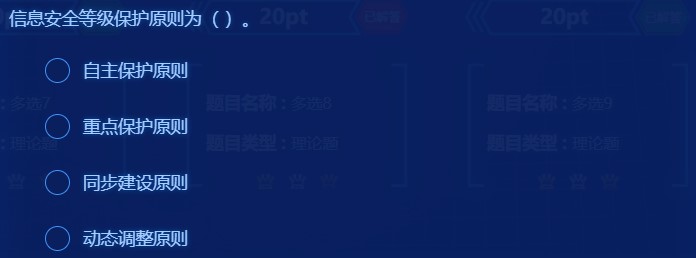 信息安全等级保护原则为（ ）。
20pt
已解答
20pt
自主保护原则
题目名称：多选8
题目名称：多选9
：多选7
重点保护原则
：理论题
题目类型：理论题
题目类型：理论题
同步建设原则
动态调整原则